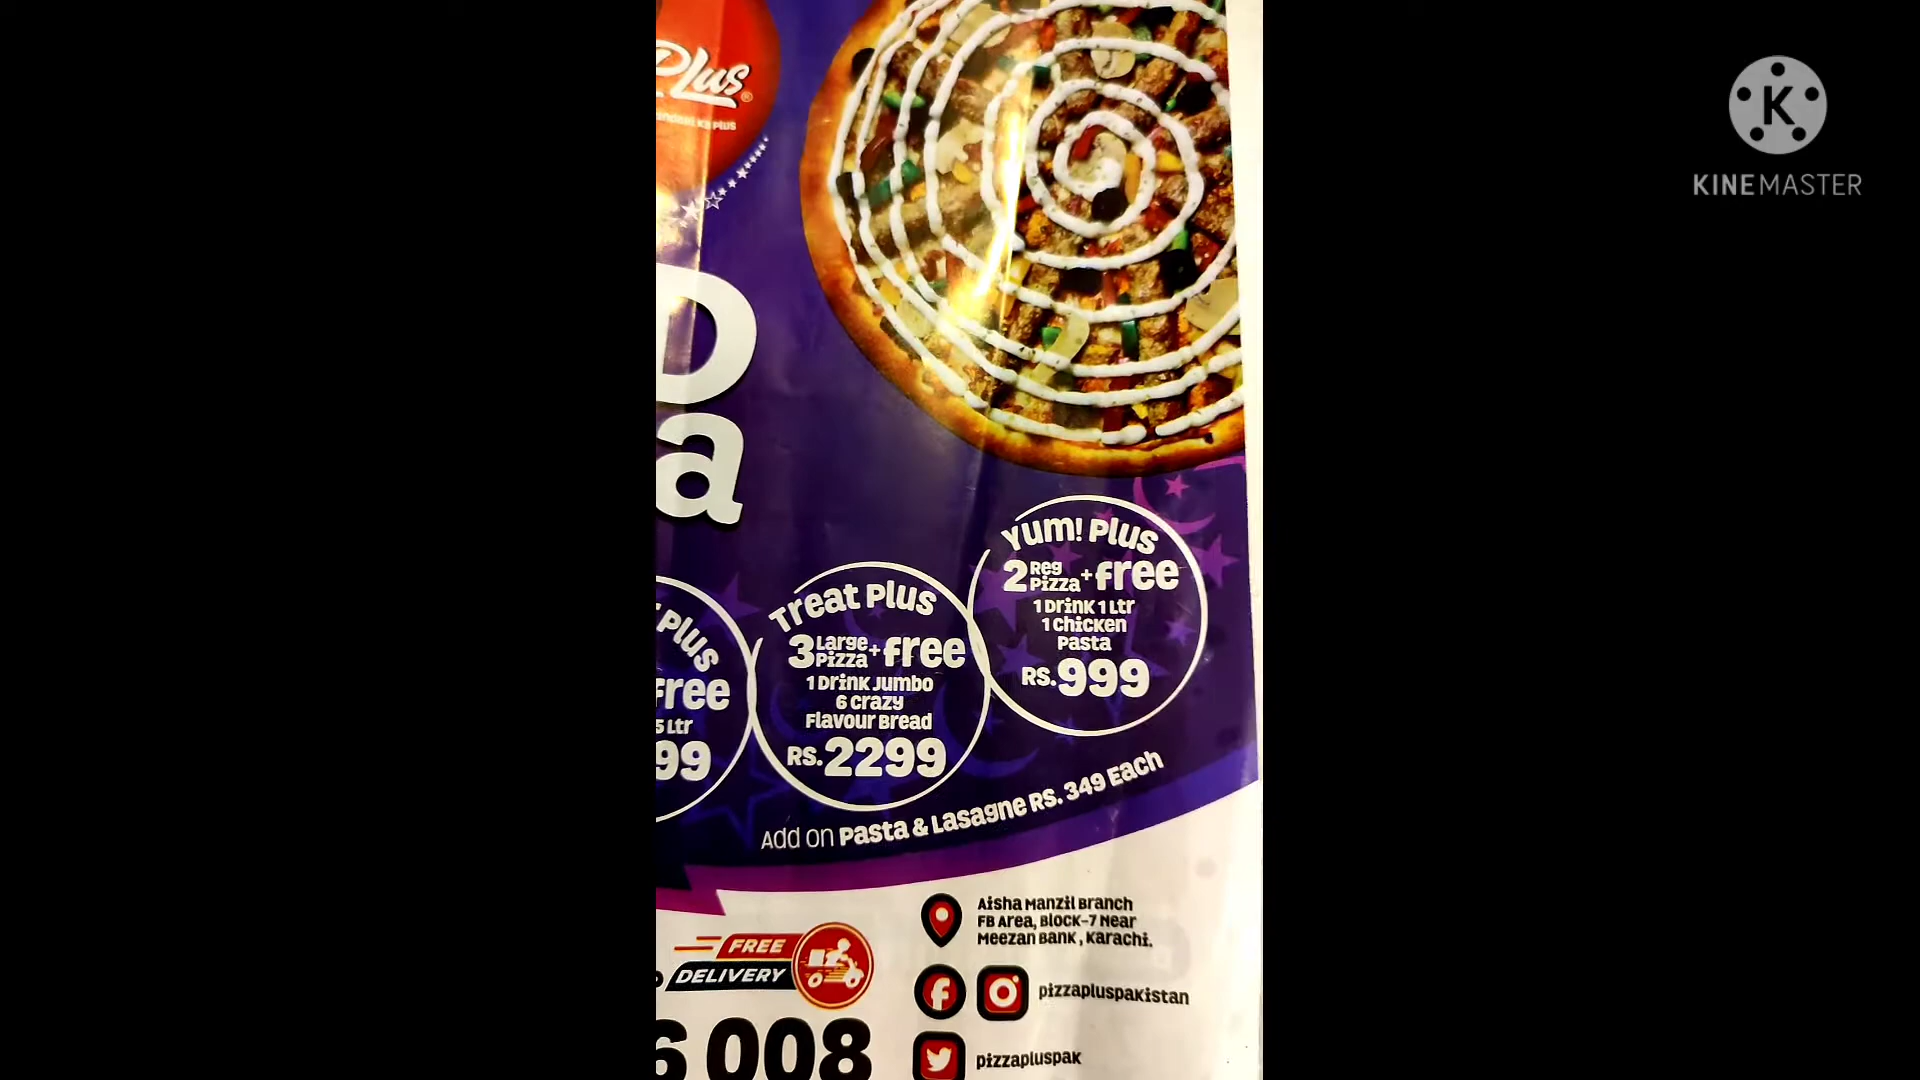 Plus
KINEMASTER
D
a
Yum! Plus
2 Reg Pizza + Free
1 Drink 1 Ltr
1 Chicken
Pasta
RS.999
Treat Plus
3 Large Pizza + Free
1 Drink Jumbo
6 Crazy
Flavour Bread
RS.2299
Plus
Free
5 Ltr
99
Add on Pasta & Lasagne RS. 349 Each
Aisha Manzil Branch
FB Area, Block-7 Near
Meezan Bank, Karachi.
FREE
DELIVERY
pizzapluspakistan
6 008
pizzapluspak